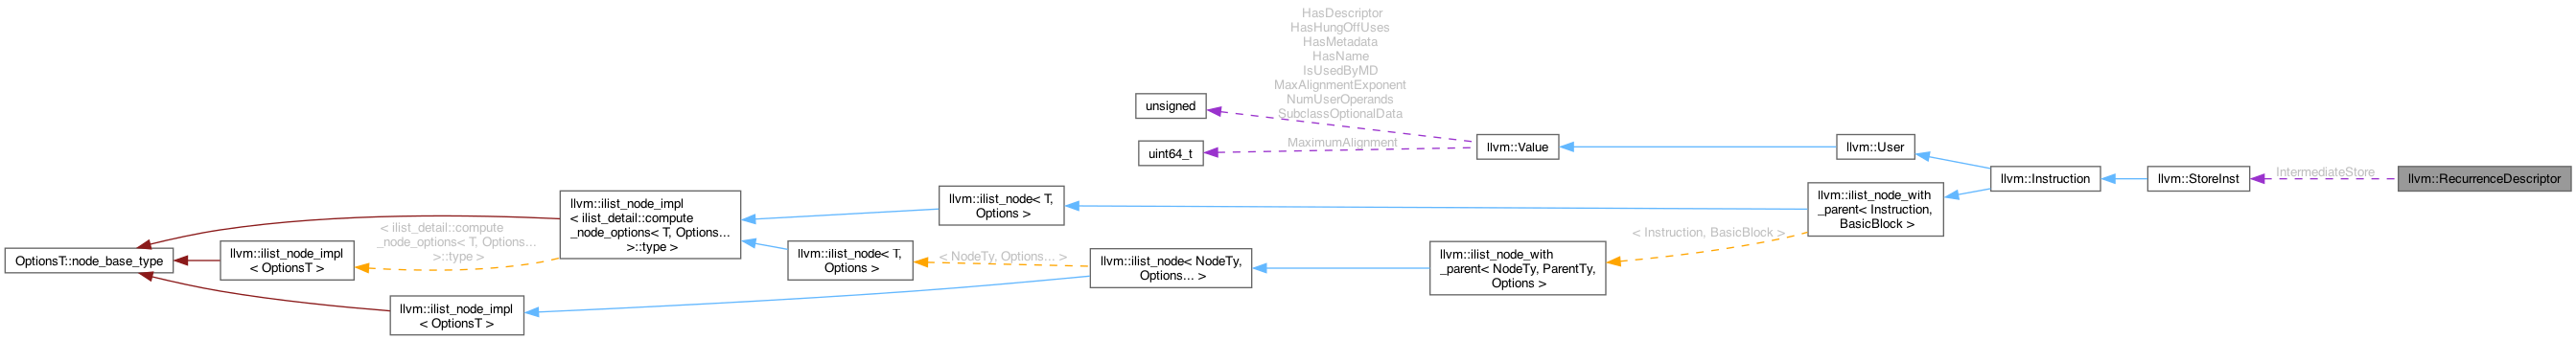 HasDescriptor
HasHungOffUses
HasMetadata
HasName
IsUsedByMD
MaxAlignmentExponent
NumUserOperands
SubclassOptionalData
unsigned
MaximumAlignment
uint64_t
llvm::Value
llvm::User
llvm::Instruction
llvm::StoreInst
IntermediateStore
llvm::RecurrenceDescriptor
llvm::ilist_node_impl
< ilist_detail::compute
_node_options< T, Options...
>::type >
llvm::ilist_node< T,
Options >
llvm::ilist_node_with
_parent< Instruction,
BasicBlock >
< ilist_detail::compute
_node_options< T, Options...
>::type >
OptionsT::node_base_type
llvm::ilist_node_impl
< OptionsT >
llvm::ilist_node< T,
Options >
< NodeTy, Options... >
llvm::ilist_node< NodeTy,
Options... >
llvm::ilist_node_with
_parent< NodeTy, ParentTy,
Options >
< Instruction, BasicBlock >
llvm::ilist_node_impl
< OptionsT >